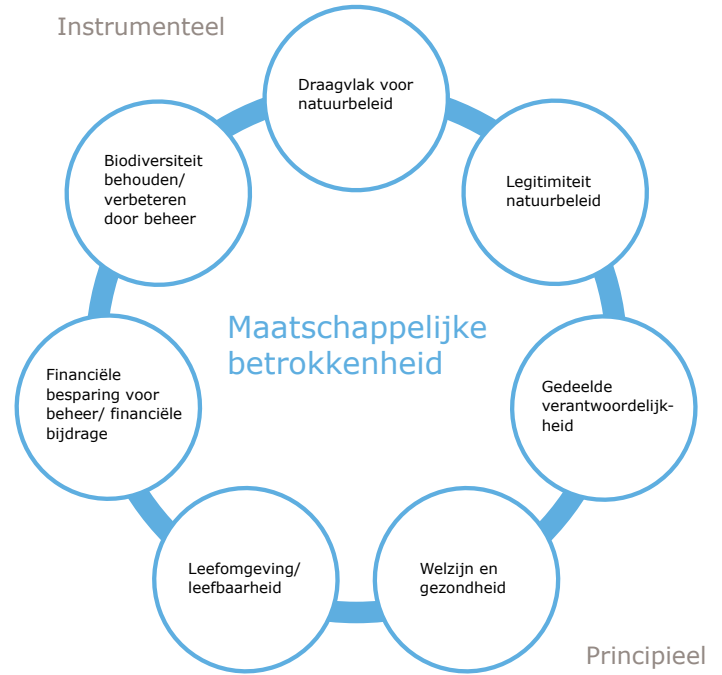 Instrumenteel
Draagvlak voor
natuurbeleid
Legitimiteit
natuurbeleid
Gedeelde
verantwoordelijk-
heid
Welzijn en
gezondheid
Leefomgeving/
leefbaarheid
Financiële
besparing voor
beheer/ financiële
bijdrage
Biodiversiteit
behouden/
verbeteren
door beheer
Maatschappelijke
betrokkenheid
Principieel